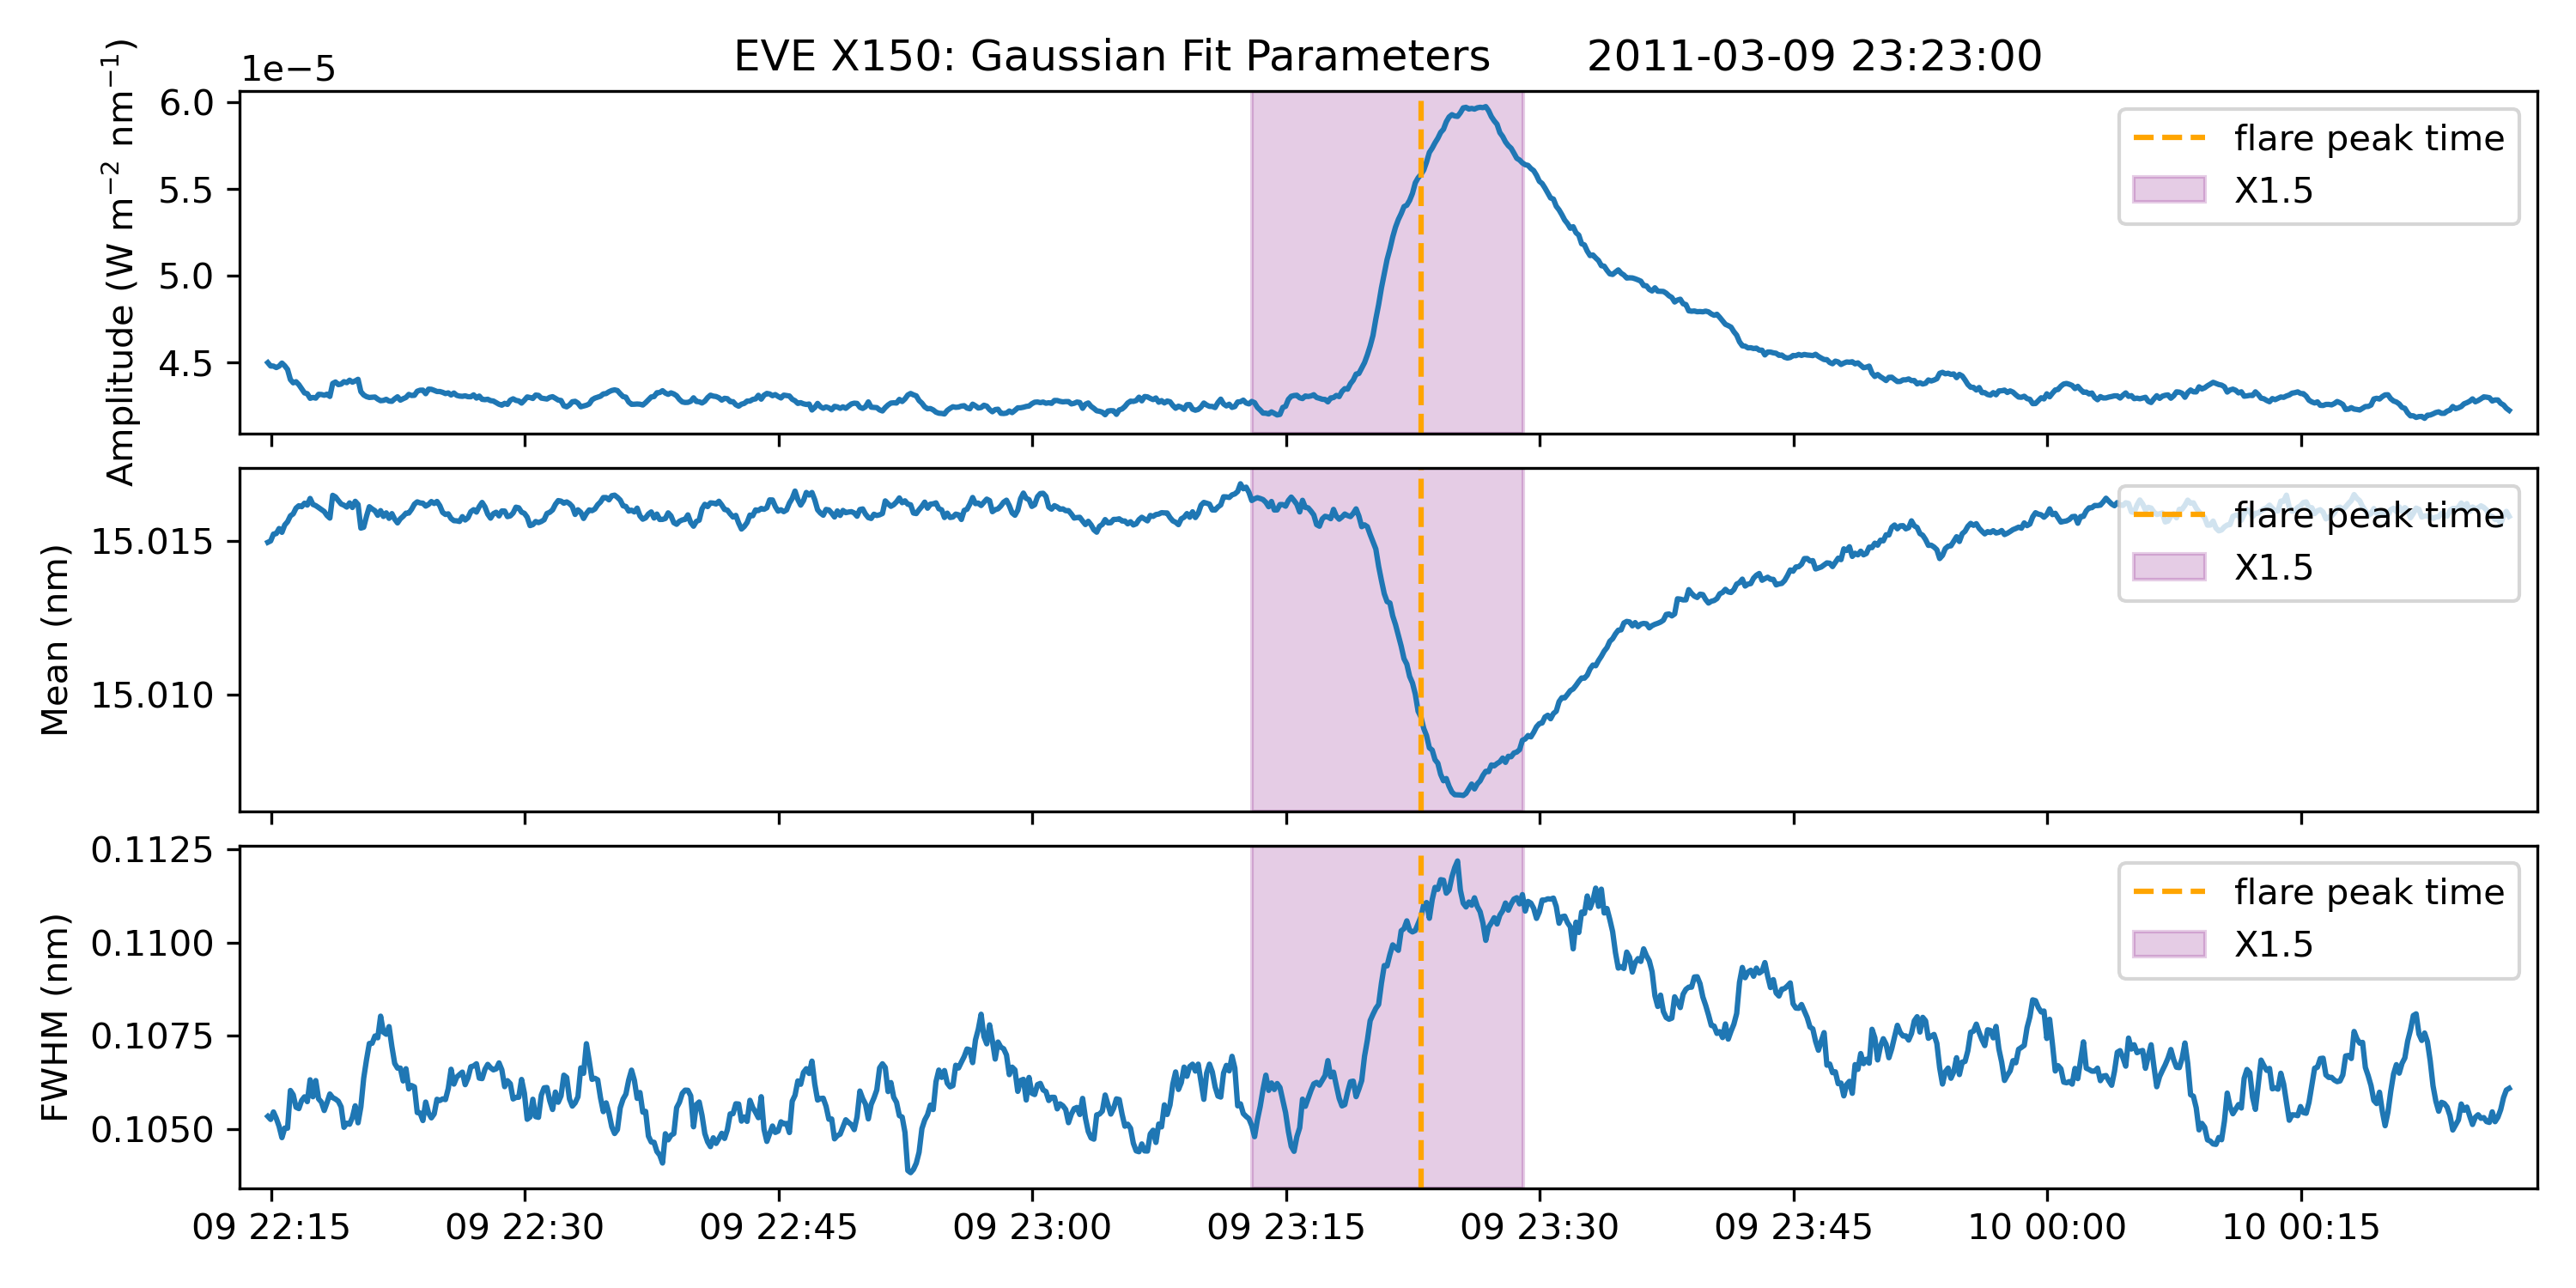 EVE X150: Gaussian Fit Parameters 2011-03-09 23:23:00
1e−5
Amplitude (W m⁻² nm⁻¹)
6.0
5.5
5.0
4.5
flare peak time
X1.5
Mean (nm)
15.015
15.010
flare peak time
X1.5
FWHM (nm)
0.1125
0.1100
0.1075
0.1050
flare peak time
X1.5
09 22:15 09 22:30 09 22:45 09 23:00 09 23:15 09 23:30 09 23:45 10 00:00 10 00:15